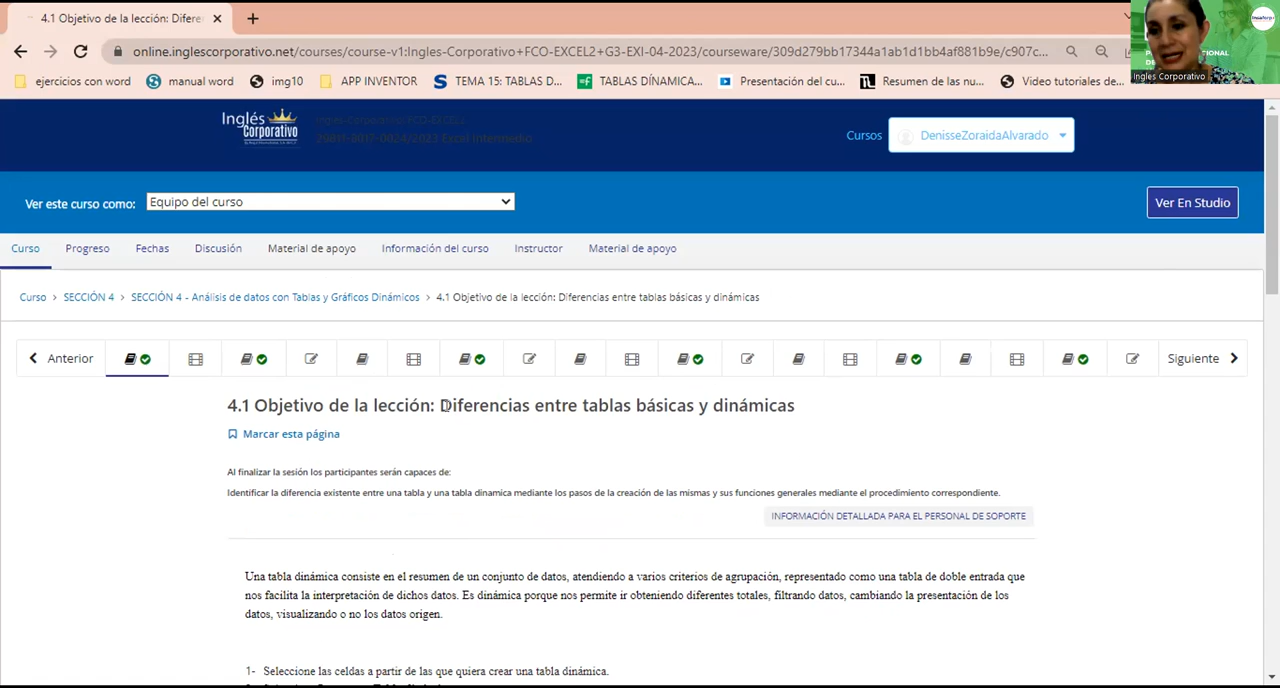 4.1 Objetivo de la lección: Difere
online.inglescorporativo.net/courses/course-v1:Ingles-Corporativo+FCO-EXCEL2+G3-EXI-04-2023/courseware/309d279bb17344a1ab1d1bb4af881b9e/c907c...
ejercicios con word manual word img10 APP INVENTOR TEMA 15: TABLAS D... TABLAS DÍNAMICA... Presentación del cu... Resumen de las nu... Video tutoriales de...
Ingles Corporativo
Inglés Corporativo
Ingles-Corporativo FCO-EXCEL2
Excel Intermedio
Cursos DenisseZoraidaAlvarado
Ver este curso como: Equipo del curso Ver En Studio
Curso Progreso Fechas Discusión Material de apoyo Información del curso Instructor Material de apoyo
Curso > SECCIÓN 4 > SECCIÓN 4 - Análisis de datos con Tablas y Gráficos Dinámicos > 4.1 Objetivo de la lección: Diferencias entre tablas básicas y dinámicas
Anterior Siguiente
4.1 Objetivo de la lección: Diferencias entre tablas básicas y dinámicas
Marcar esta página
Al finalizar la sesión los participantes serán capaces de:
Identificar la diferencia existente entre una tabla y una tabla dinamica mediante los pasos de la creación de las mismas y sus funciones generales mediante el procedimiento correspondiente.
INFORMACIÓN DETALLADA PARA EL PERSONAL DE SOPORTE
Una tabla dinámica consiste en el resumen de un conjunto de datos, atendiendo a varios criterios de agrupación, representado como una tabla de doble entrada que
nos facilita la interpretación de dichos datos. Es dinámica porque nos permite ir obteniendo diferentes totales, filtrando datos, cambiando la presentación de los
datos, visualizando o no los datos origen.
1- Seleccione las celdas a partir de las que quiera crear una tabla dinámica.